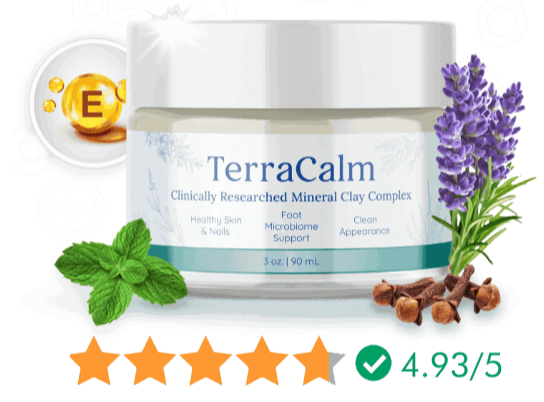 E
TerraCalm
Clinically Researched Mineral Clay Complex
Healthy Skin
& Nails
Foot
Microbiome
Support
Clean
Appearance
3 oz. | 90 mL
4.93/5